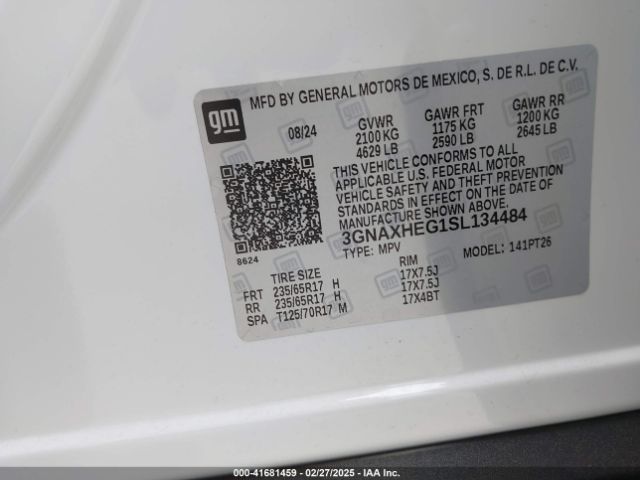 gm
MFD BY GENERAL MOTORS DE MEXICO, S. DE R.L. DE C.V.
08/24 GVWR GAWR FRT GAWR RR
2100 KG 1175 KG 1200 KG
4629 LB 2590 LB 2645 LB
THIS VEHICLE CONFORMS TO ALL
APPLICABLE U.S. FEDERAL MOTOR
VEHICLE SAFETY AND THEFT PREVENTION
STANDARDS IN EFFECT ON THE DATE OF
MANUFACTURE SHOWN ABOVE.
3GNAXHEG1SL134484
8624 TYPE: MPV MODEL: 141PT26
TIRE SIZE RIM
FRT 235/65R17 H 17X7.5J
RR 235/65R17 H 17X7.5J
SPA T125/70R17 M 17X4BT
000-41681459 - 02/27/2025 - IAA, Inc.